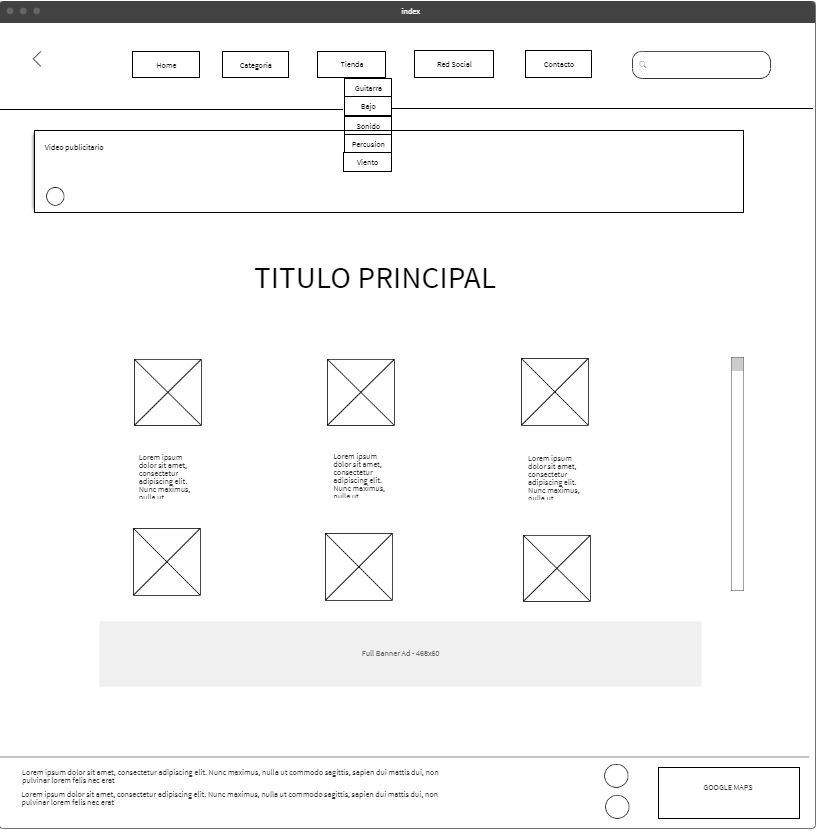 index
Home
Categoria
Tienda
Red Social
Contacto
Guitarra
Bajo
Sonido
Percusion
Viento
Video publicitario
TITULO PRINCIPAL
Lorem ipsum
dolor sit amet,
consectetur
adipiscing elit.
Nunc maximus,
nulla ut
Lorem ipsum
dolor sit amet,
consectetur
adipiscing elit.
Nunc maximus,
nulla ut
Lorem ipsum
dolor sit amet,
consectetur
adipiscing elit.
Nunc maximus,
nulla ut
Full Banner Ad - 468x60
Lorem ipsum dolor sit amet, consectetur adipiscing elit. Nunc maximus, nulla ut commodo sagittis, sapien dui mattis dui, non
pulvinar lorem felis nec erat
Lorem ipsum dolor sit amet, consectetur adipiscing elit. Nunc maximus, nulla ut commodo sagittis, sapien dui mattis dui, non
pulvinar lorem felis nec erat
GOOGLE MAPS